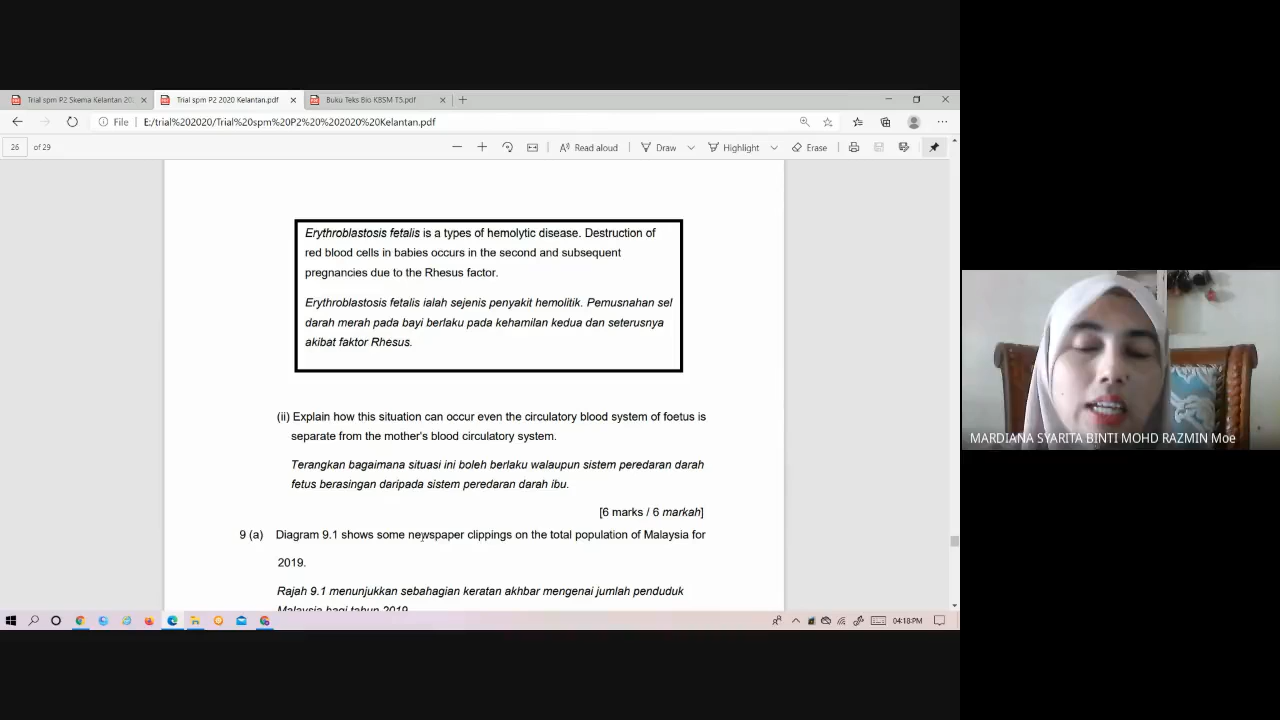 Trial spm P2 Skema Kelantan 20
Trial spm P2 2020 Kelantan.pdf
Buku Teks Bio KBSM T5.pdf
File
E:/trial%202020/Trial%20spm%20P2%20%202020%20Kelantan.pdf
26 of 29
Read aloud
Draw
Highlight
Erase
Erythroblastosis fetalis is a types of hemolytic disease. Destruction of
red blood cells in babies occurs in the second and subsequent
pregnancies due to the Rhesus factor.
Erythroblastosis fetalis ialah sejenis penyakit hemolitik. Pemusnahan sel
darah merah pada bayi berlaku pada kehamilan kedua dan seterusnya
akibat faktor Rhesus.
(ii) Explain how this situation can occur even the circulatory blood system of foetus is
separate from the mother's blood circulatory system.
Terangkan bagaimana situasi ini boleh berlaku walaupun sistem peredaran darah
fetus berasingan daripada sistem peredaran darah ibu.
[6 marks / 6 markah]
9 (a) Diagram 9.1 shows some newspaper clippings on the total population of Malaysia for
2019.
Rajah 9.1 menunjukkan sebahagian keratan akhbar mengenai jumlah penduduk
Malaysia bagi tahun 2019
04:18 PM
MARDIANA SYARITA BINTI MOHD RAZMIN Moe